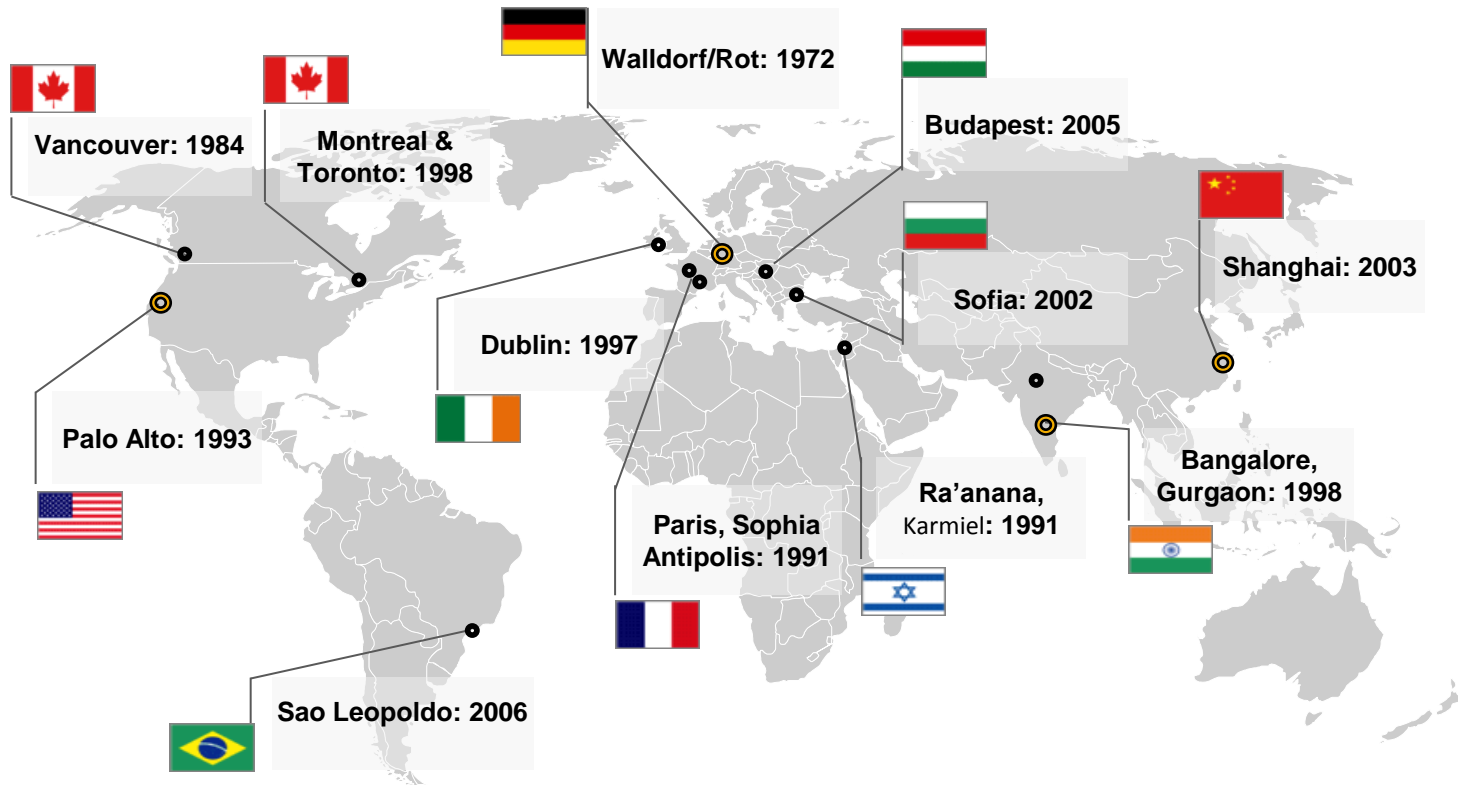 Walldorf/Rot: 1972
Budapest: 2005
Vancouver: 1984
Montreal &
Toronto: 1998
Shanghai: 2003
Sofia: 2002
Dublin: 1997
Palo Alto: 1993
Bangalore,
Gurgaon: 1998
Ra’anana,
Karmiel: 1991
Paris, Sophia
Antipolis: 1991
Sao Leopoldo: 2006